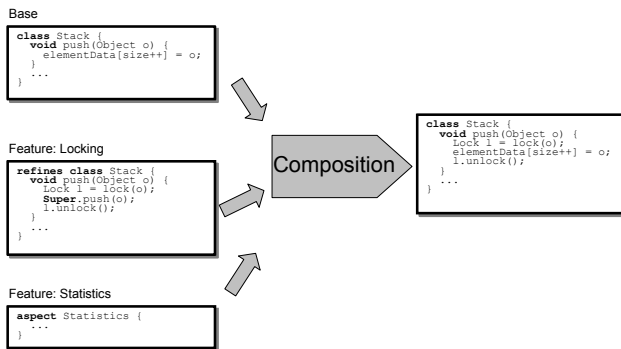 Base
class Stack {
void push(Object o) {
elementData[size++] = o;
}
...
}
Feature: Locking
refines class Stack {
void push(Object o) {
Lock l = lock(o);
Super.push(o);
l.unlock();
}
...
}
Feature: Statistics
aspect Statistics {
...
}
Composition
class Stack {
void push(Object o) {
Lock l = lock(o);
elementData[size++] = o;
l.unlock();
}
...
}